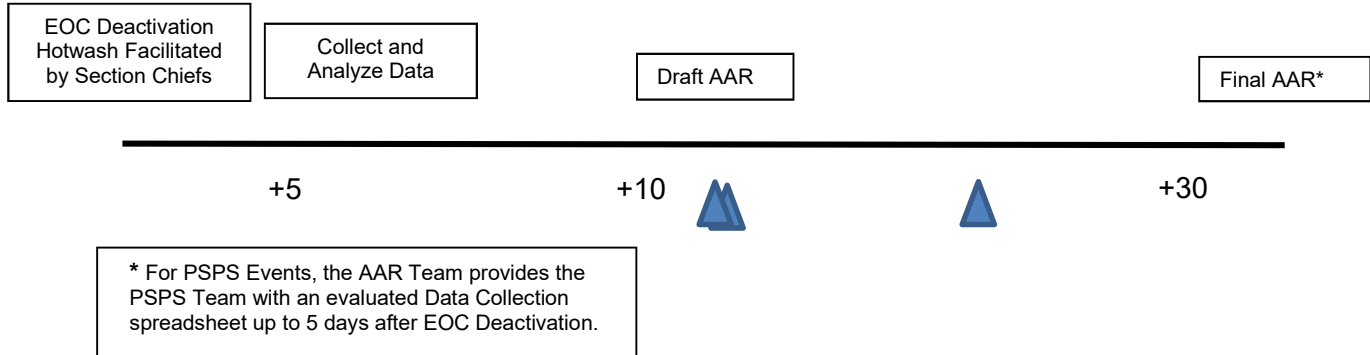 EOC Deactivation
Hotwash Facilitated
by Section Chiefs
Collect and
Analyze Data
Draft AAR
Final AAR*
+5
+10
+30
* For PSPS Events, the AAR Team provides the
PSPS Team with an evaluated Data Collection
spreadsheet up to 5 days after EOC Deactivation.